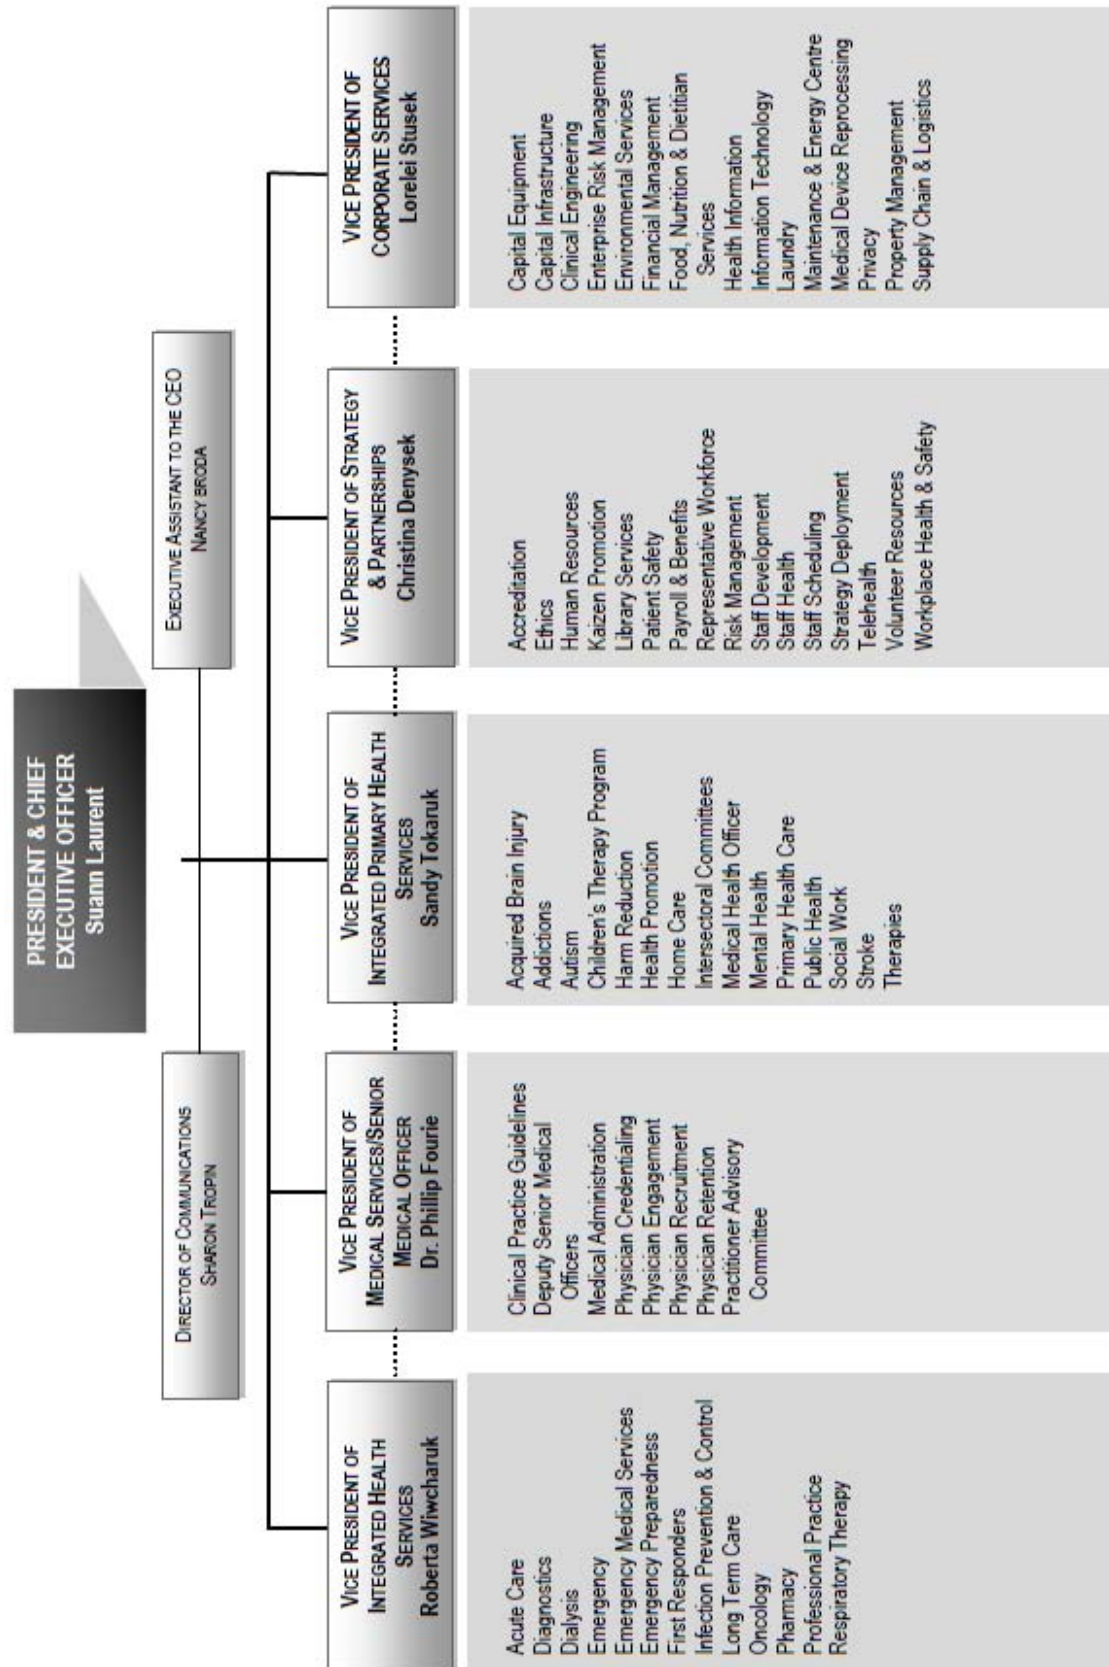 PRESIDENT & CHIEF
EXECUTIVE OFFICER
Suann Laurent
DIRECTOR OF COMMUNICATIONS
SHARON TROPIN
EXECUTIVE ASSISTANT TO THE CEO
NANCY BRODA
VICE PRESIDENT OF
INTEGRATED HEALTH
SERVICES
Roberta Wiwcharuk
Acute Care
Diagnostics
Dialysis
Emergency
Emergency Medical Services
Emergency Preparedness
First Responders
Infection Prevention & Control
Long Term Care
Oncology
Pharmacy
Professional Practice
Respiratory Therapy
VICE PRESIDENT OF
MEDICAL SERVICES/SENIOR
MEDICAL OFFICER
Dr. Phillip Fourie
Clinical Practice Guidelines
Deputy Senior Medical
Officers
Medical Administration
Physician Credentialing
Physician Engagement
Physician Recruitment
Physician Retention
Practitioner Advisory
Committee
VICE PRESIDENT OF
INTEGRATED PRIMARY HEALTH
SERVICES
Sandy Tokaruk
Acquired Brain Injury
Addictions
Autism
Children's Therapy Program
Harm Reduction
Health Promotion
Home Care
Intersectoral Committees
Medical Health Officer
Mental Health
Primary Health Care
Public Health
Social Work
Stroke
Therapies
VICE PRESIDENT OF STRATEGY
& PARTNERSHIPS
Christina Denysek
Accreditation
Ethics
Human Resources
Kaizen Promotion
Library Services
Patient Safety
Payroll & Benefits
Representative Workforce
Risk Management
Staff Development
Staff Health
Staff Scheduling
Strategy Deployment
Telehealth
Volunteer Resources
Workplace Health & Safety
VICE PRESIDENT OF
CORPORATE SERVICES
Lorelei Stusek
Capital Equipment
Capital Infrastructure
Clinical Engineering
Enterprise Risk Management
Environmental Services
Financial Management
Food, Nutrition & Dietitian
Services
Health Information
Information Technology
Laundry
Maintenance & Energy Centre
Medical Device Reprocessing
Privacy
Property Management
Supply Chain & Logistics